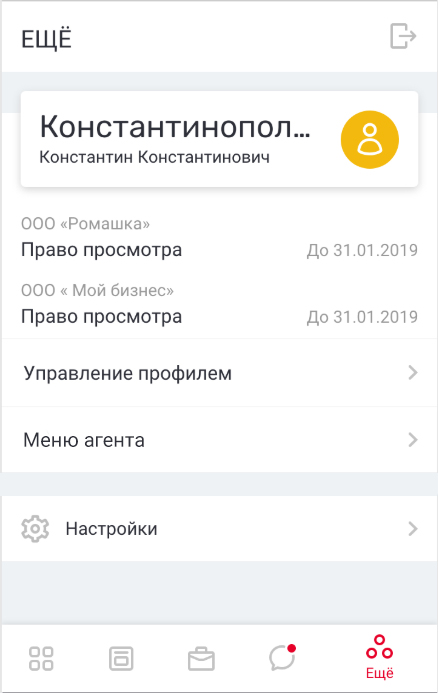 ЕЩЁ
Константинопол...
Константин Константинович
ООО «Ромашка»
Право просмотра До 31.01.2019
ООО « Мой бизнес»
Право просмотра До 31.01.2019
Управление профилем
Меню агента
Настройки
Ещё